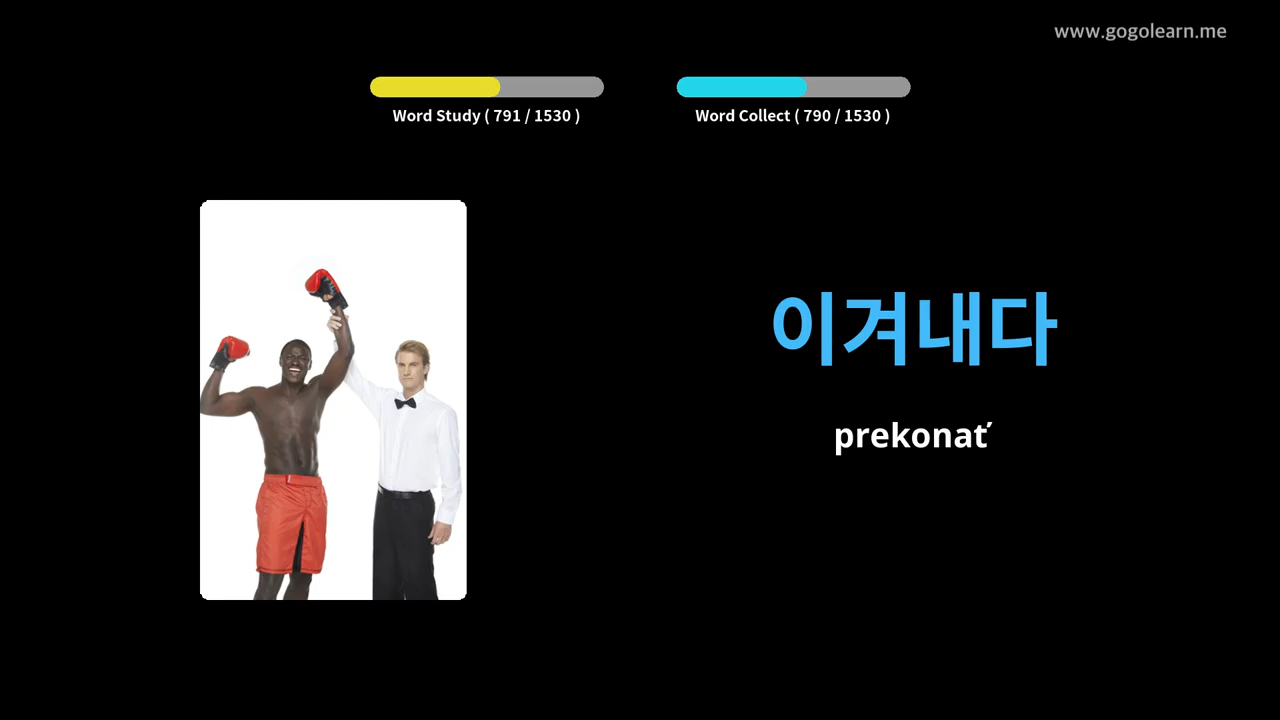 www.gogolearn.me
Word Study ( 791 / 1530 )
Word Collect ( 790 / 1530 )
이겨내다
prekonať